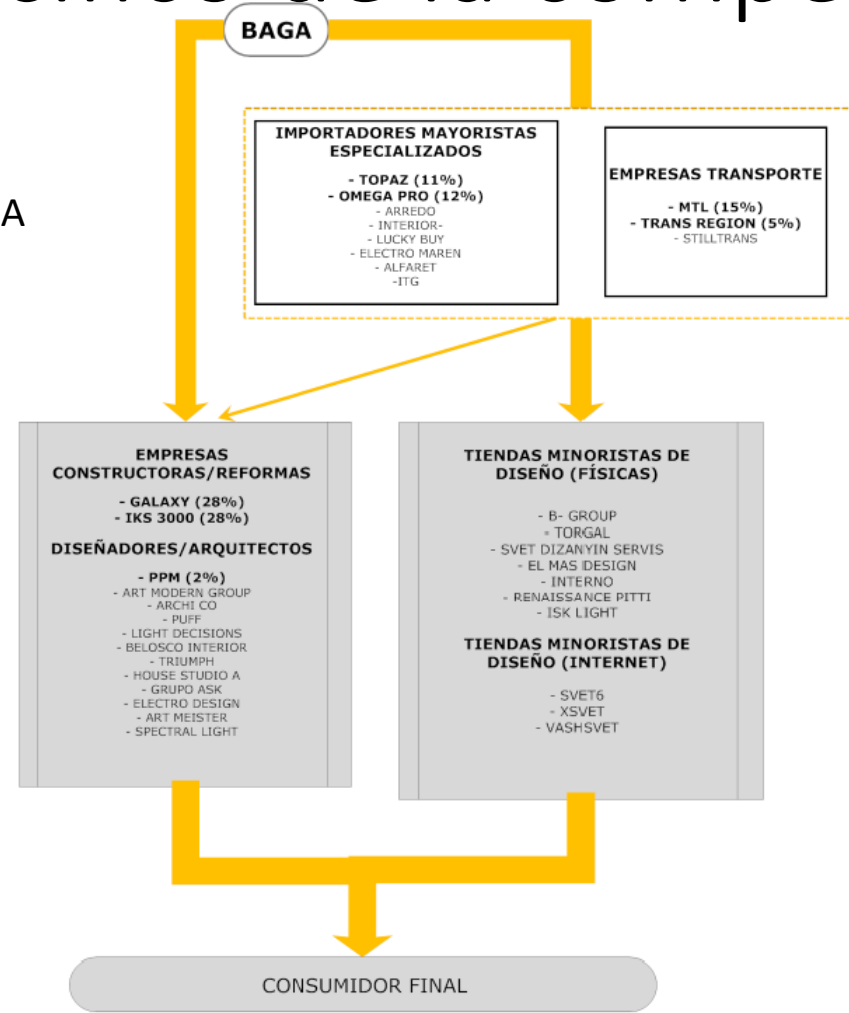 BAGA
A
IMPORTADORES MAYORISTAS
ESPECIALIZADOS
- TOPAZ (11%)
- OMEGA PRO (12%)
- ARREDO
- INTERIOR-
- LUCKY BUY
- ELECTRO MAREN
- ALFARET
-ITG
EMPRESAS TRANSPORTE
- MTL (15%)
- TRANS REGION (5%)
- STILLTRANS
EMPRESAS
CONSTRUCTORAS/REFORMAS
- GALAXY (28%)
- IKS 3000 (28%)
DISEÑADORES/ARQUITECTOS
- PPM (2%)
- ART MODERN GROUP
- ARCHI CO
- PUFF
- LIGHT DECISIONS
- BELOSCO INTERIOR
- TRIUMPH
- HOUSE STUDIO A
- GRUPO ASK
- ELECTRO DESIGN
- ART MEISTER
- SPECTRAL LIGHT
TIENDAS MINORISTAS DE
DISEÑO (FÍSICAS)
- B- GROUP
- TORGAL
- SVET DIZANYIN SERVIS
- EL MAS DESIGN
- INTERNO
- RENAISSANCE PITTI
- ISK LIGHT
TIENDAS MINORISTAS DE
DISEÑO (INTERNET)
- SVET6
- XSVET
- VASHSVET
CONSUMIDOR FINAL